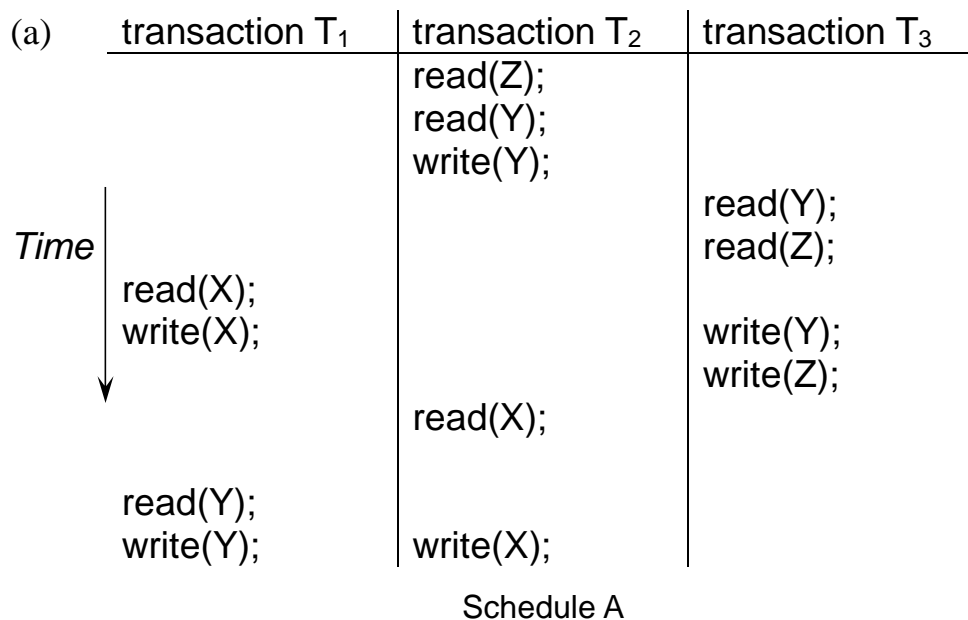 (a) transaction T₁ transaction T₂ transaction T₃
read(Z);
read(Y);
write(Y);
read(Y);
Time read(Z);
read(X);
write(X); write(Y);
write(Z);
read(X);
read(Y);
write(Y); write(X);
Schedule A